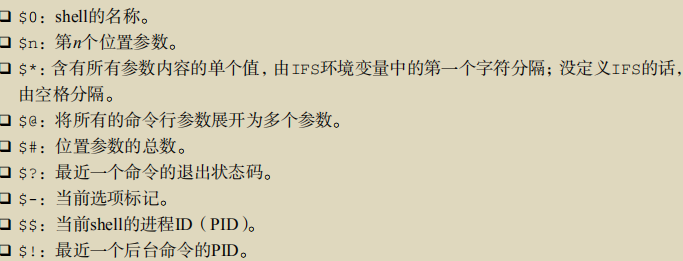 ❑ $0：shell的名称。
❑ $n：第n个位置参数。
❑ $*：含有所有参数内容的单个值，由IFS环境变量中的第一个字符分隔；没定义IFS的话，
由空格分隔。
❑ $@：将所有的命令行参数展开为多个参数。
❑ $#：位置参数的总数。
❑ $?：最近一个命令的退出状态码。
❑ $-：当前选项标记。
❑ $$：当前shell的进程ID（PID）。
❑ $!：最近一个后台命令的PID。